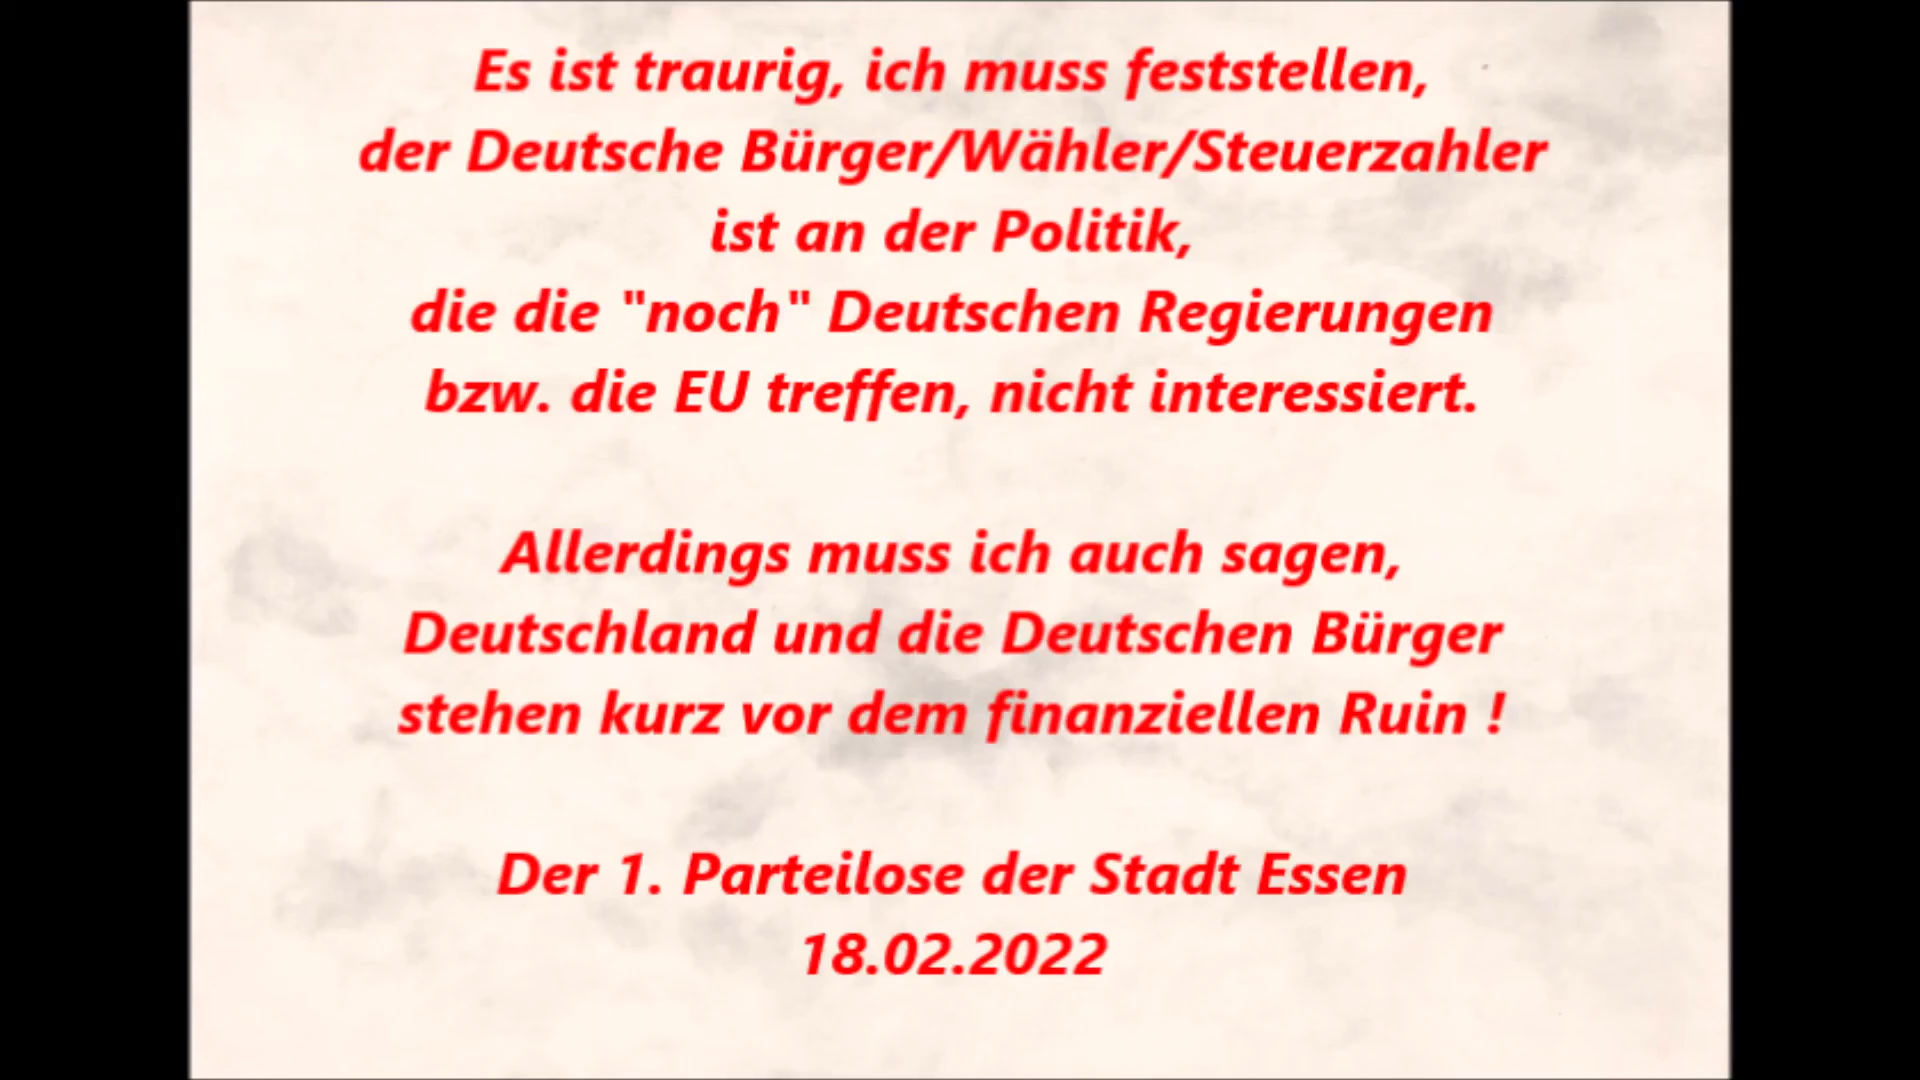 Es ist traurig, ich muss feststellen,
der Deutsche Bürger/Wähler/Steuerzahler
ist an der Politik,
die die "noch" Deutschen Regierungen
bzw. die EU treffen, nicht interessiert.
Allerdings muss ich auch sagen,
Deutschland und die Deutschen Bürger
stehen kurz vor dem finanziellen Ruin !
Der 1. Parteilose der Stadt Essen
18.02.2022